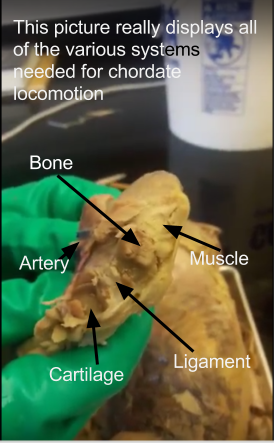 This picture really displays all
of the various systems
needed for chordate
locomotion
Bone
Artery
Muscle
Ligament
Cartilage